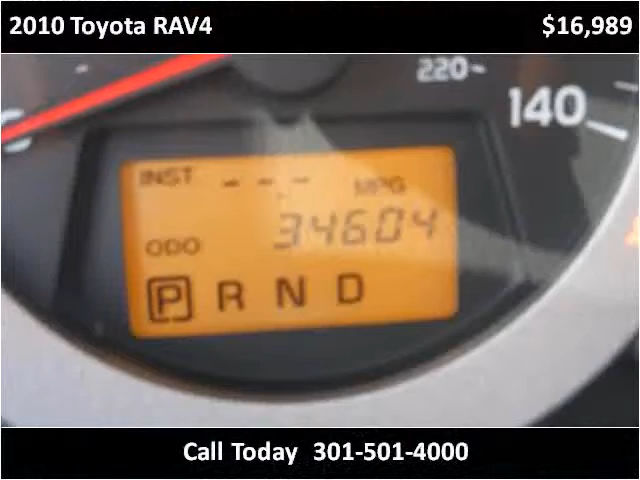 2010 Toyota RAV4 $16,989
220
140
INST --.- MPG
ODO 34604
P R N D
Call Today 301-501-4000